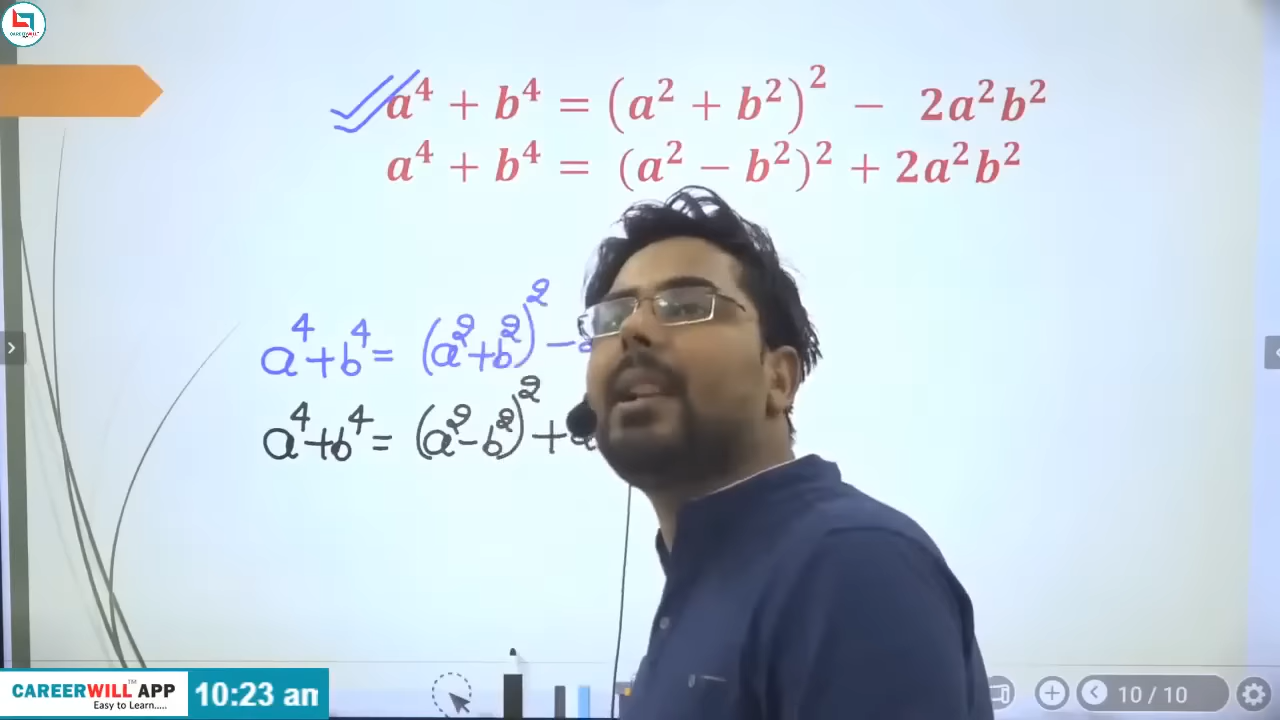 CAREERWILL
a⁴ + b⁴ = (a² + b²)² − 2a²b²
a⁴ + b⁴ = (a² − b²)² + 2a²b²
a⁴+b⁴= (a²+b²)² −
a⁴+b⁴= (a²-b²)² +
CAREERWILL™ APP
Easy to Learn.....
10:23 am
10 / 10